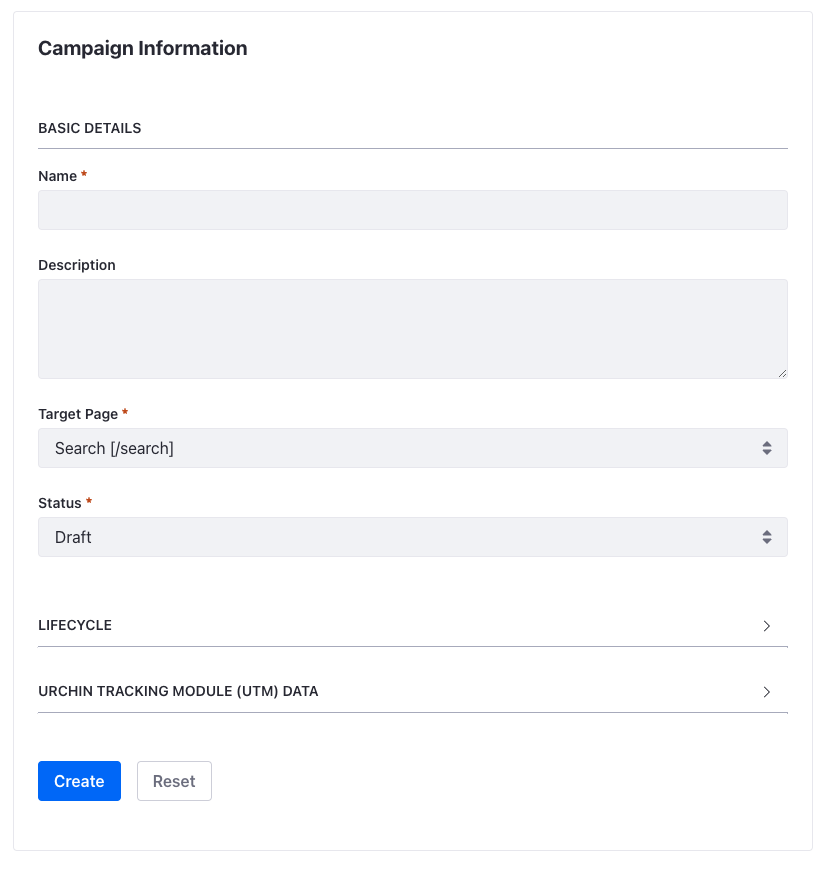 Campaign Information
BASIC DETAILS
Name *
Description
Target Page *
Search [/search]
Status *
Draft
LIFECYCLE
URCHIN TRACKING MODULE (UTM) DATA
Create Reset